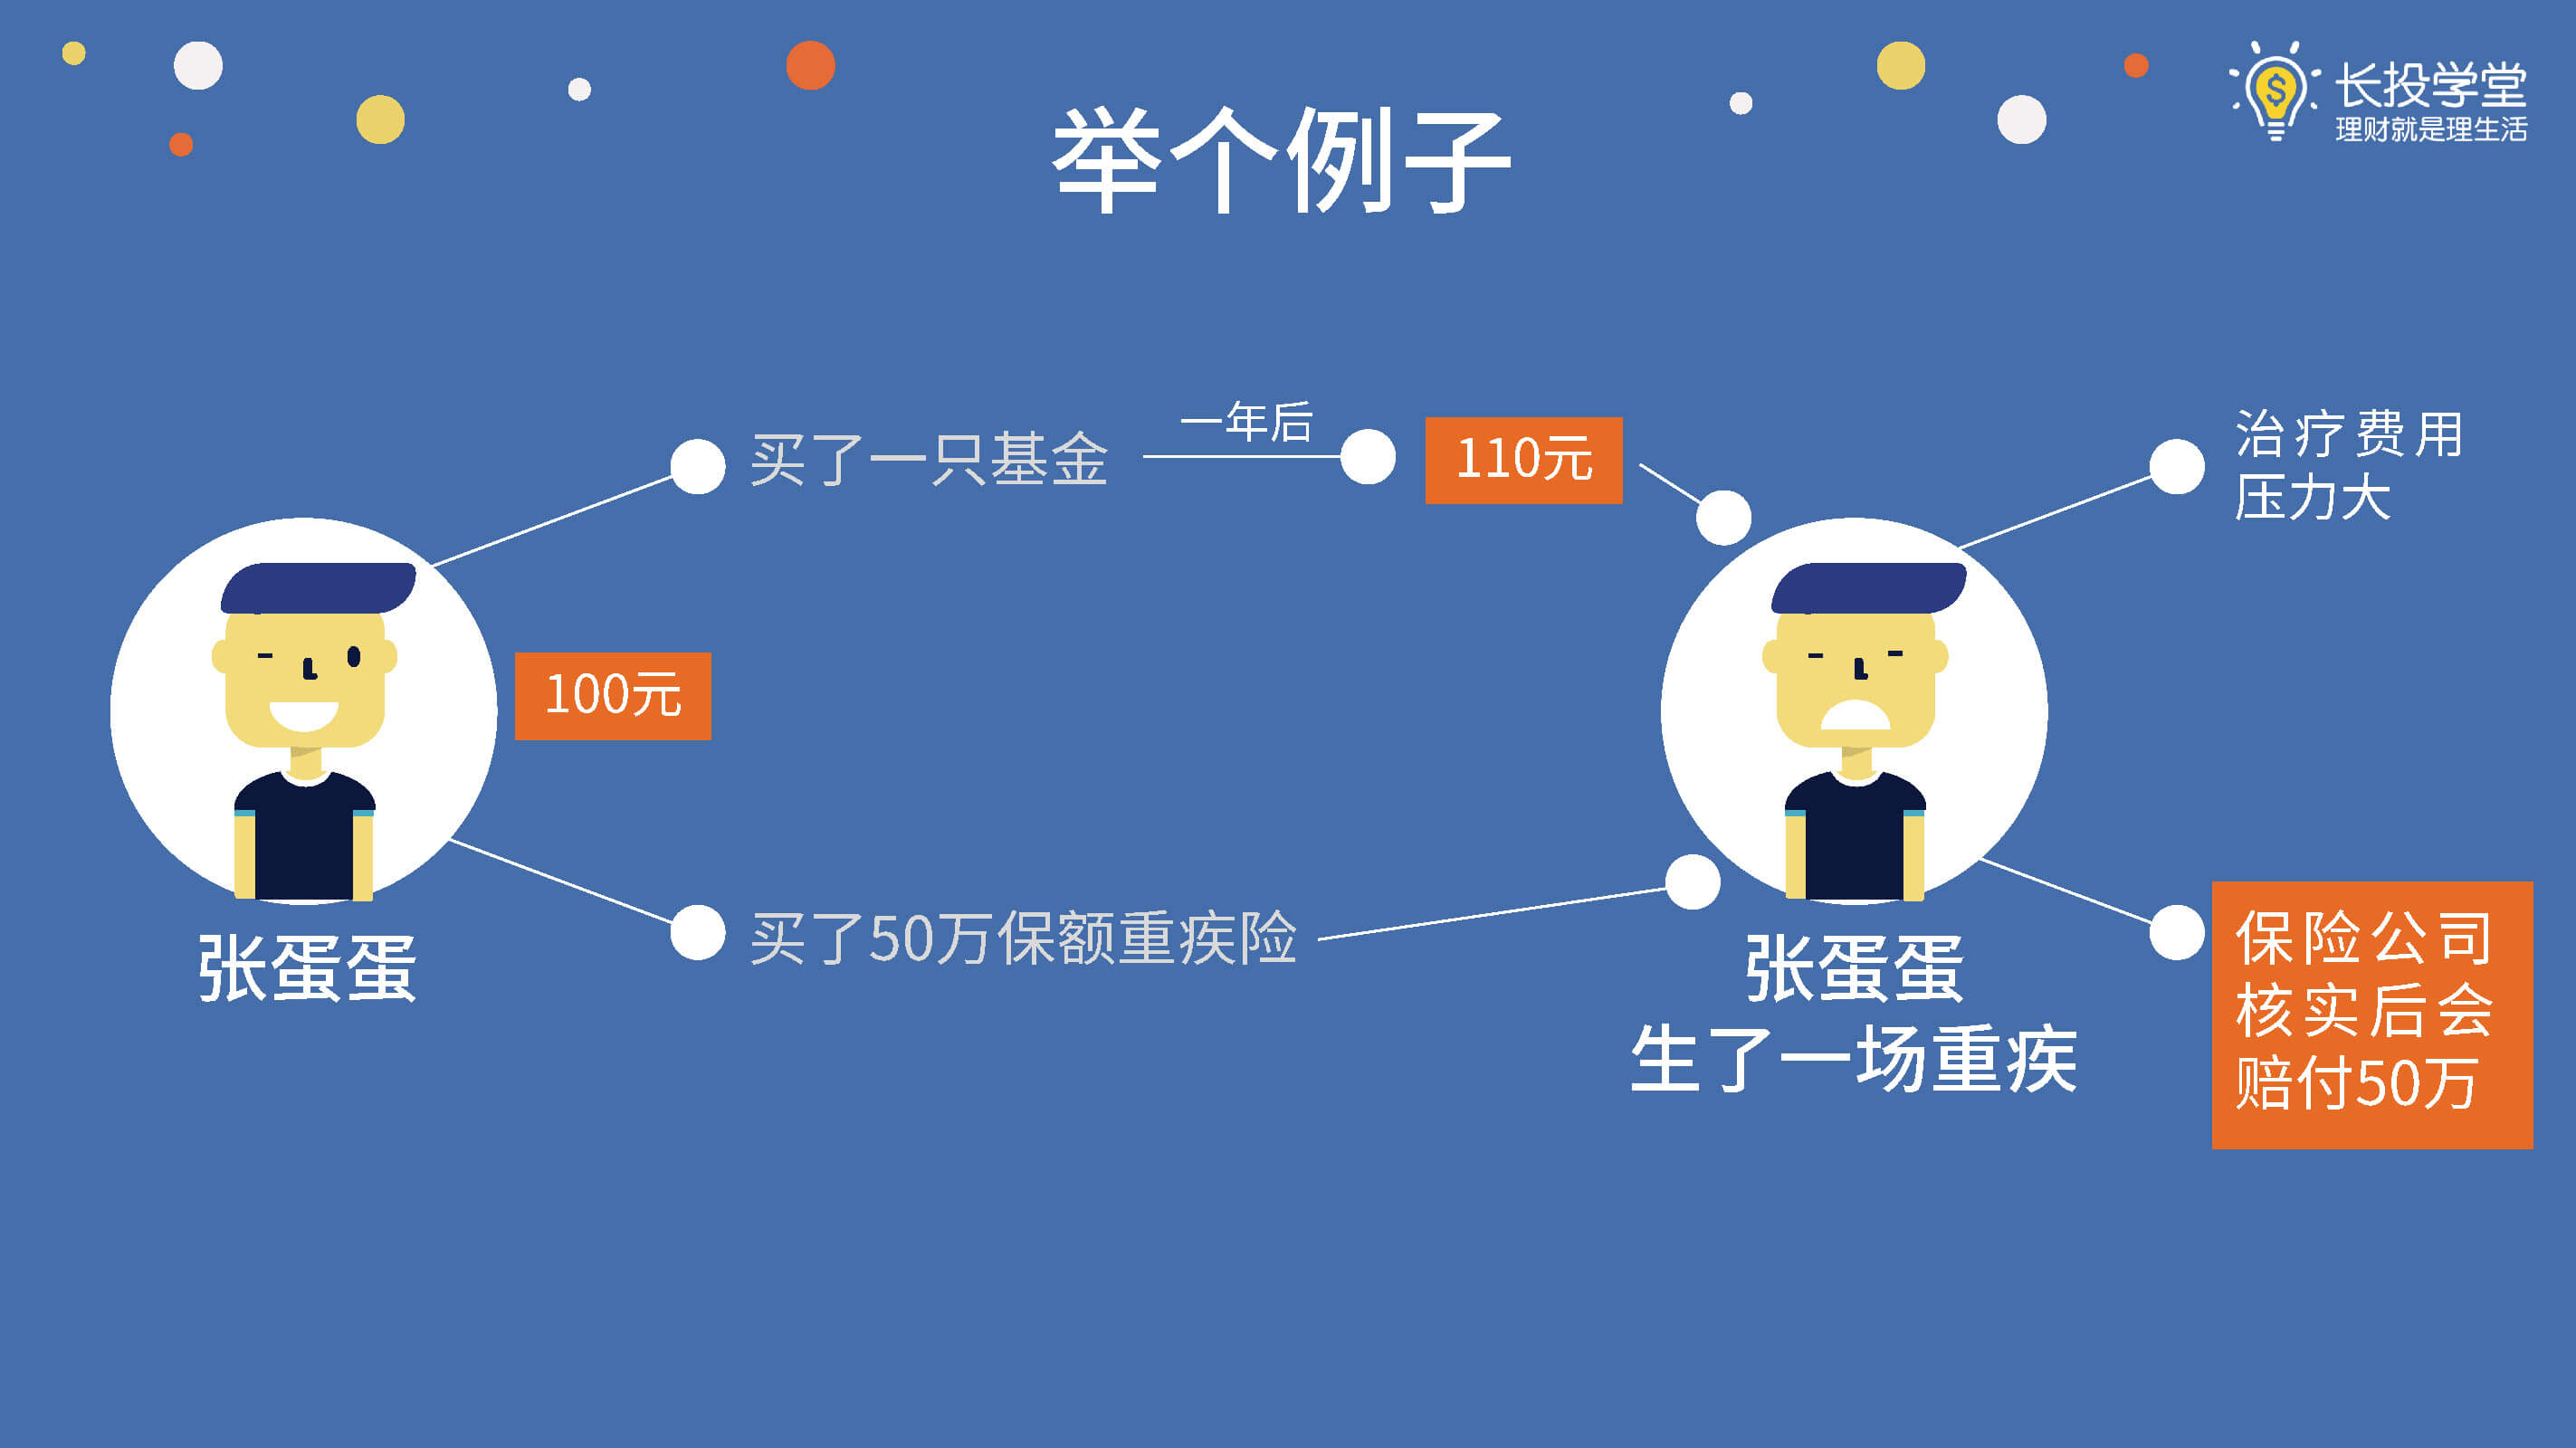 长投学堂
理财就是理生活
举个例子
买了一只基金
一年后
110元
治疗费用
压力大
100元
张蛋蛋
买了50万保额重疾险
张蛋蛋
生了一场重疾
保险公司
核实后会
赔付50万